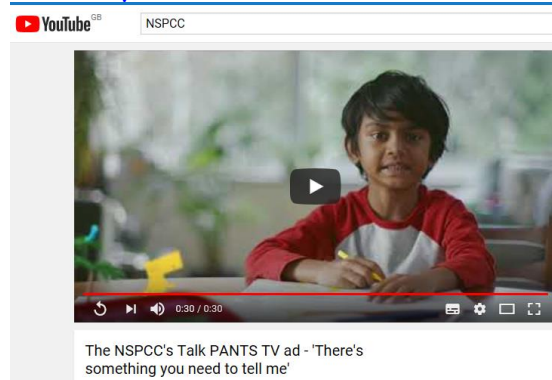 YouTube GB
NSPCC
0:30 / 0:30
The NSPCC's Talk PANTS TV ad - 'There's
something you need to tell me'